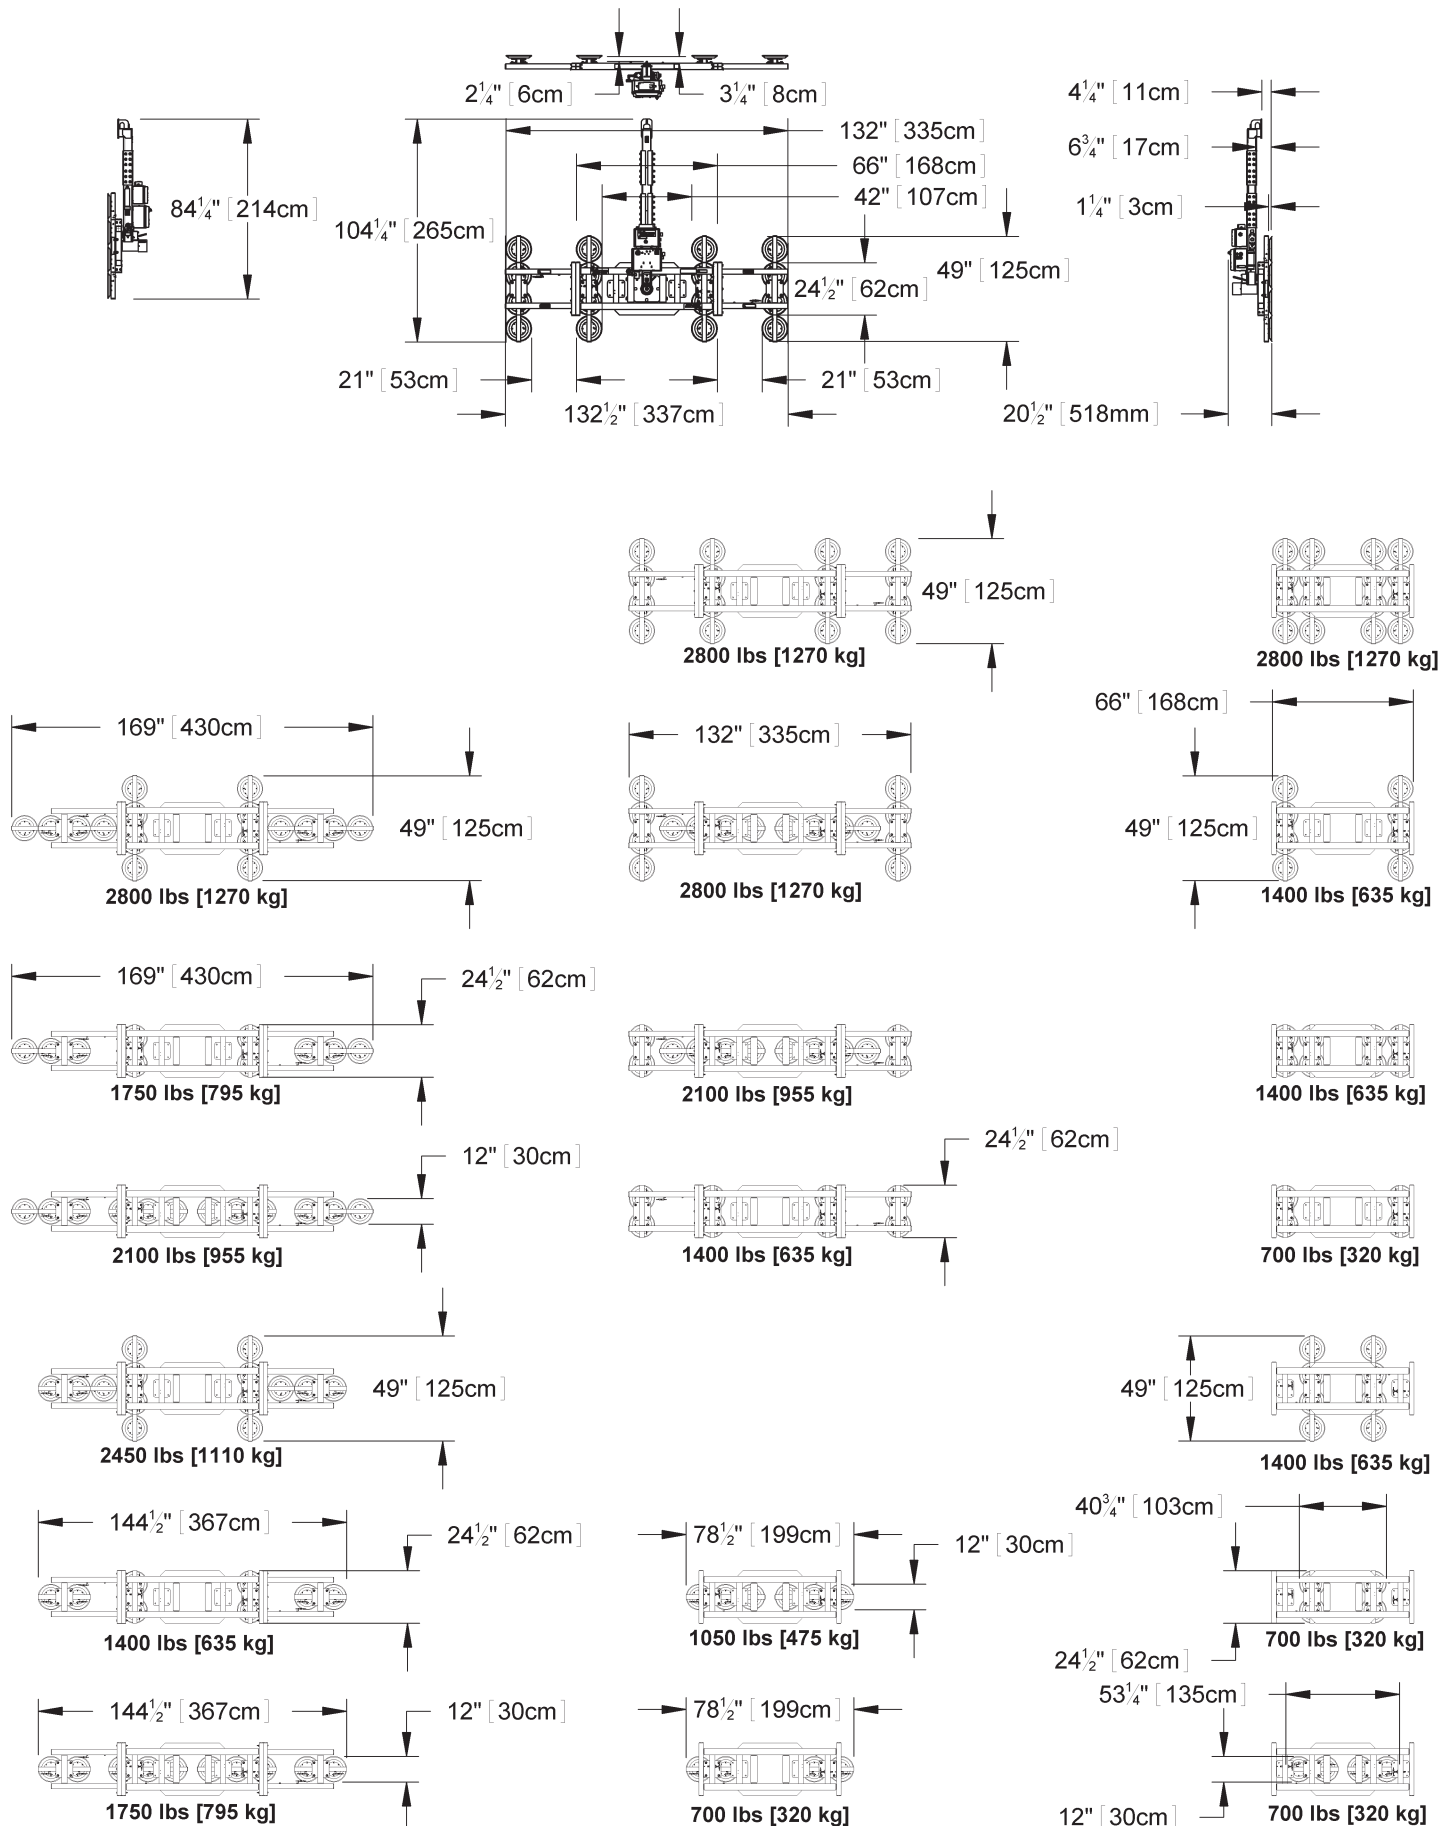 2¼" [6cm]
3¼" [8cm]
4¼" [11cm]
132" [335cm]
6¾" [17cm]
66" [168cm]
42" [107cm]
84¼" [214cm]
1¼" [3cm]
104¼" [265cm]
49" [125cm]
24½" [62cm]
21" [53cm]
21" [53cm]
132½" [337cm]
20½" [518mm]
49" [125cm]
2800 lbs [1270 kg]
2800 lbs [1270 kg]
66" [168cm]
169" [430cm]
132" [335cm]
49" [125cm]
49" [125cm]
2800 lbs [1270 kg]
2800 lbs [1270 kg]
1400 lbs [635 kg]
169" [430cm]
24½" [62cm]
1750 lbs [795 kg]
2100 lbs [955 kg]
1400 lbs [635 kg]
24½" [62cm]
12" [30cm]
2100 lbs [955 kg]
1400 lbs [635 kg]
700 lbs [320 kg]
49" [125cm]
49" [125cm]
2450 lbs [1110 kg]
1400 lbs [635 kg]
40¾" [103cm]
144½" [367cm]
24½" [62cm]
78½" [199cm]
12" [30cm]
1400 lbs [635 kg]
1050 lbs [475 kg]
700 lbs [320 kg]
24½" [62cm]
53¼" [135cm]
144½" [367cm]
12" [30cm]
78½" [199cm]
1750 lbs [795 kg]
700 lbs [320 kg]
12" [30cm]
700 lbs [320 kg]